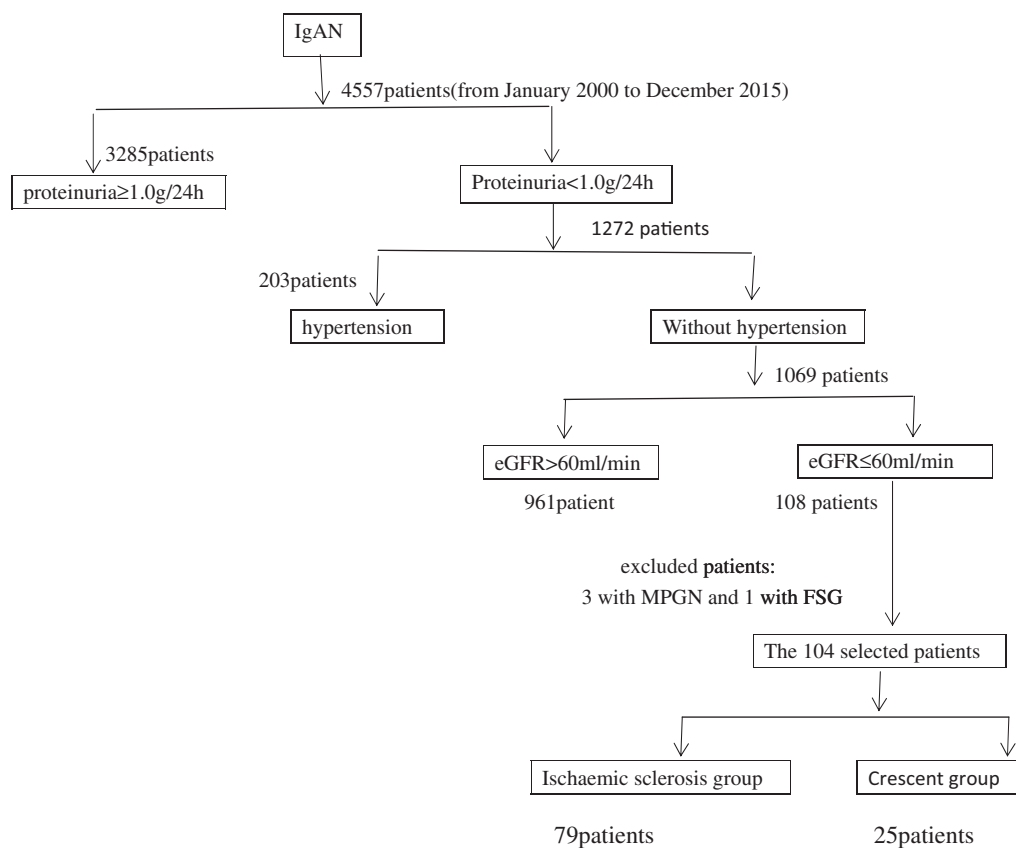 IgAN
4557patients(from January 2000 to December 2015)
3285patients
proteinuria≥1.0g/24h
Proteinuria<1.0g/24h
1272 patients
203patients
hypertension
Without hypertension
1069 patients
eGFR>60ml/min
eGFR≤60ml/min
961patient
108 patients
excluded patients:
3 with MPGN and 1 with FSG
The 104 selected patients
Ischaemic sclerosis group
Crescent group
79patients
25patients